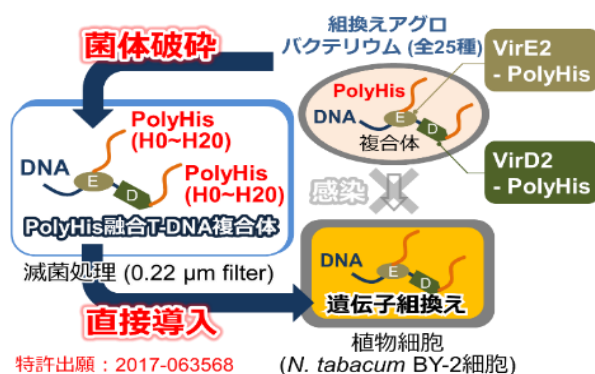 菌体破砕
組換えアグロ
バクテリウム (全25種)
VirE2
- PolyHis
PolyHis
DNA
E
D
複合体
VirD2
- PolyHis
PolyHis
(H0~H20)
DNA
E
D
PolyHis
(H0~H20)
PolyHis融合T-DNA複合体
感染
滅菌処理 (0.22 μm filter)
DNA
E
D
遺伝子組換え
直接導入
植物細胞
(N. tabacum BY-2細胞)
特許出願：2017-063568